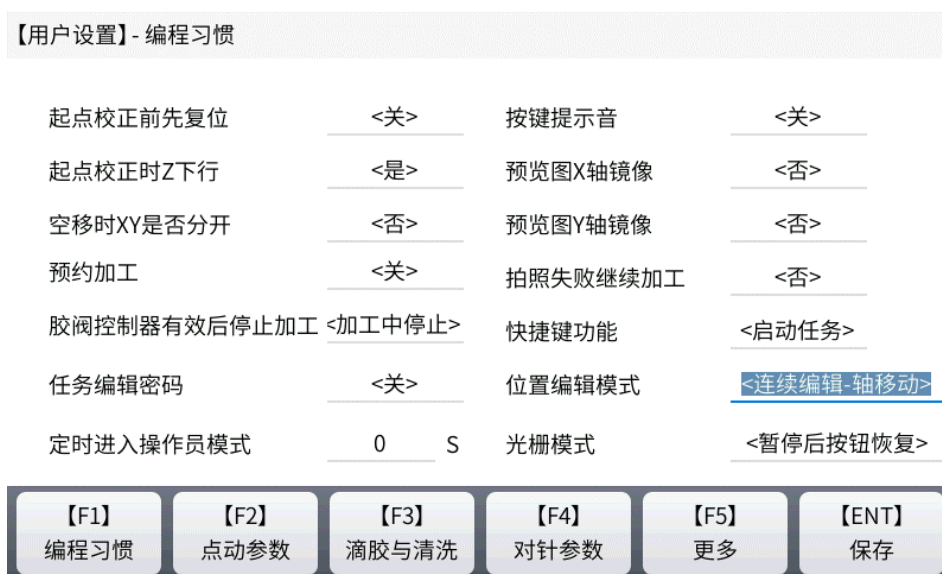 【用户设置】- 编程习惯
起点校正前先复位 <关> 按键提示音 <关>
起点校正时Z下行 <是> 预览图X轴镜像 <否>
空移时XY是否分开 <否> 预览图Y轴镜像 <否>
预约加工 <关> 拍照失败继续加工 <否>
胶阀控制器有效后停止加工 <加工中停止> 快捷键功能 <启动任务>
任务编辑密码 <关> 位置编辑模式 <连续编辑-轴移动>
定时进入操作员模式 0 S 光栅模式 <暂停后按钮恢复>
【F1】 【F2】 【F3】 【F4】 【F5】 【ENT】
编程习惯 点动参数 滴胶与清洗 对针参数 更多 保存